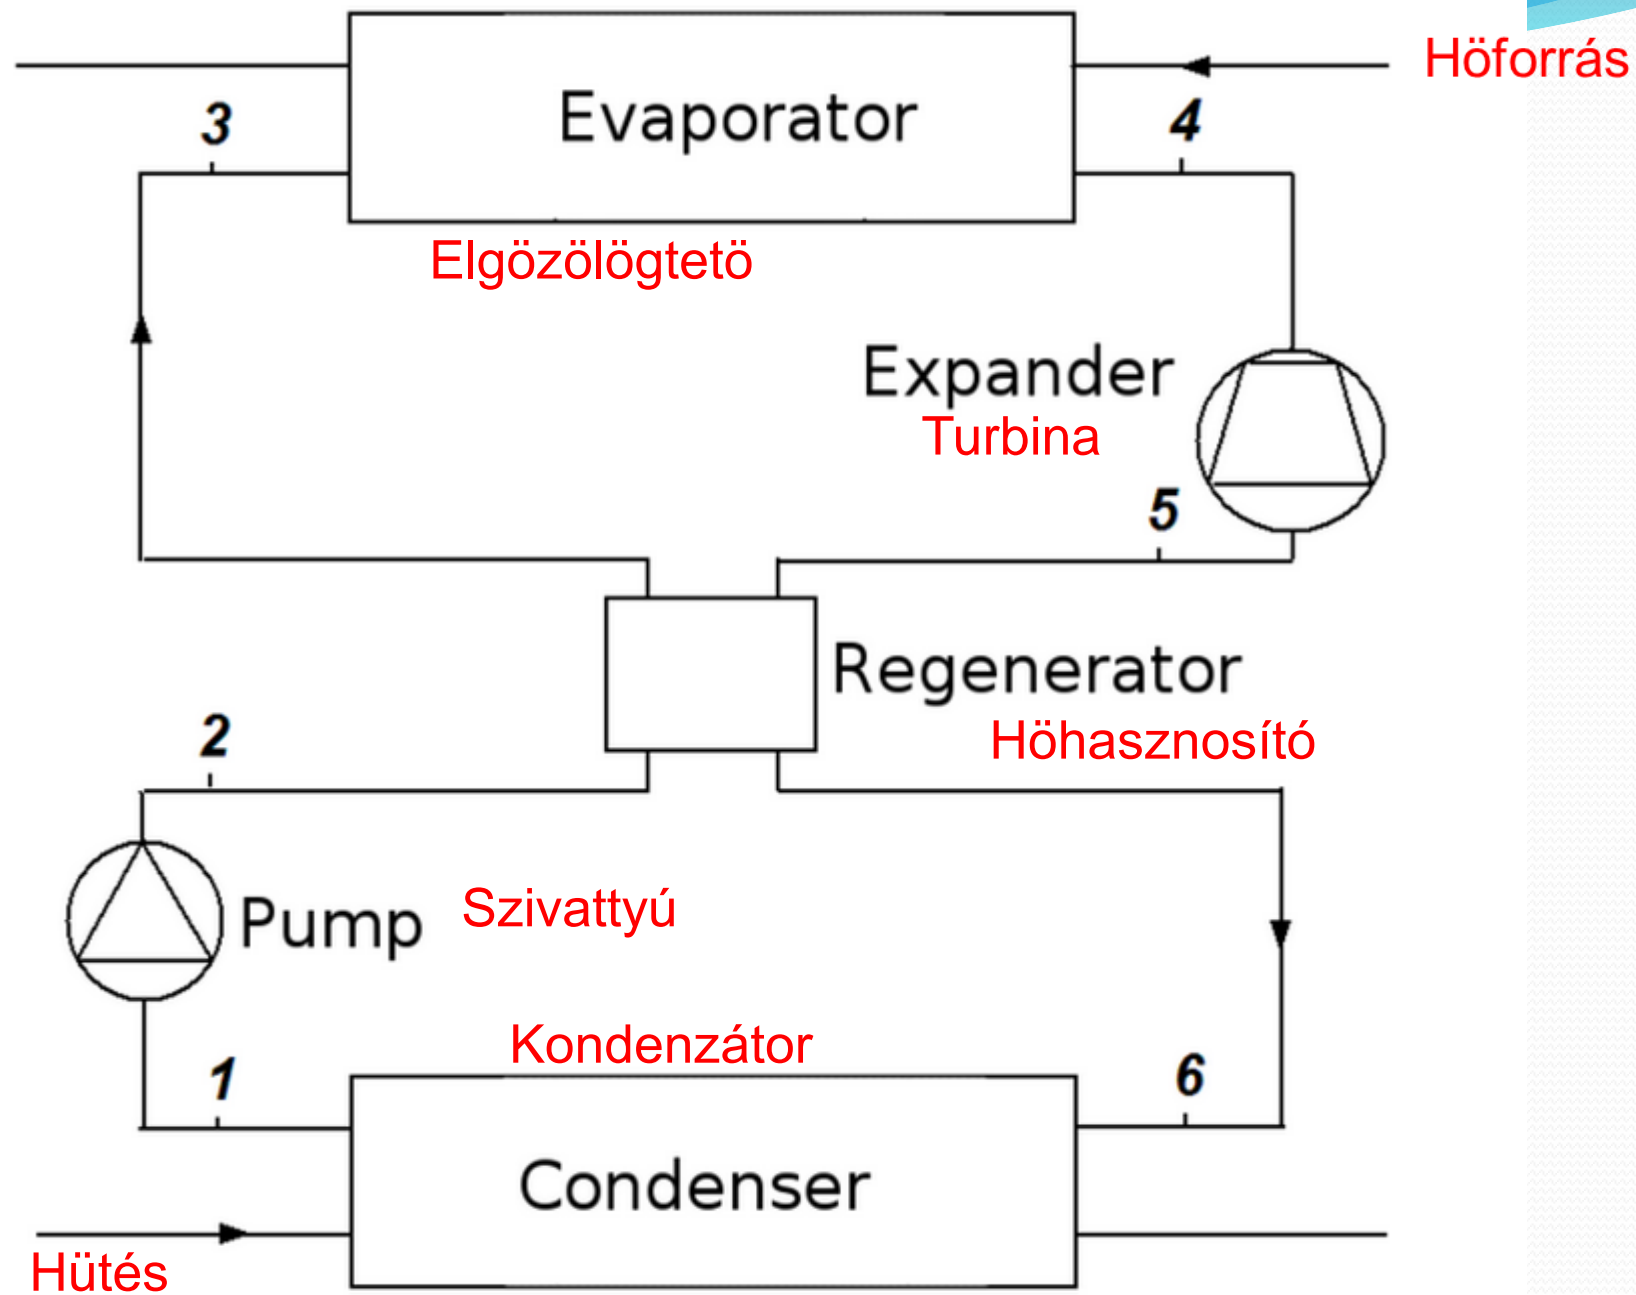 Höforrás
3
4
Evaporator
Elgözölögtetö
Expander
Turbina
5
Regenerator
Höhasznosító
2
Pump
Szivattyú
Kondenzátor
1
6
Condenser
Hütés